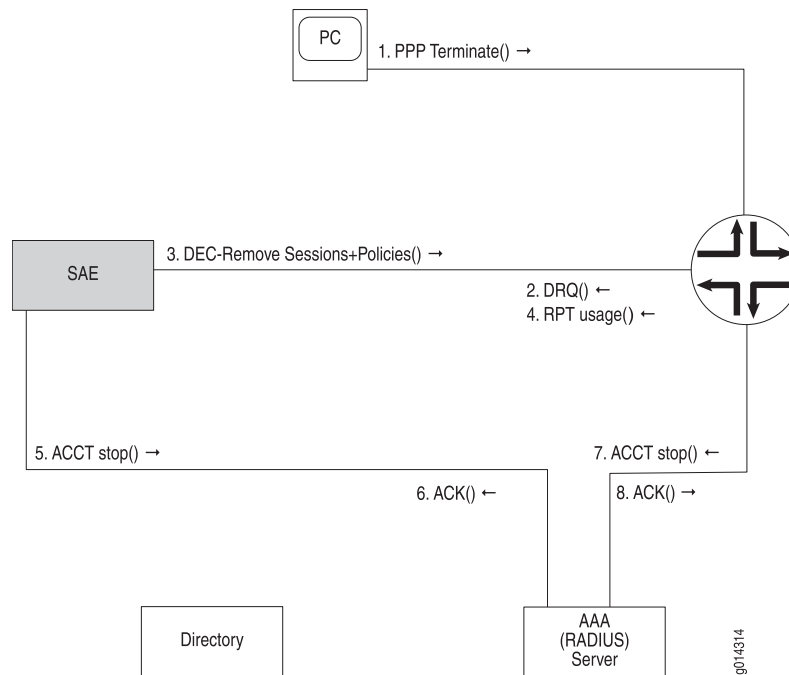 PC
1. PPP Terminate() →
SAE
3. DEC-Remove Sessions+Policies() →
2. DRQ() ←
4. RPT usage() ←
5. ACCT stop() →
7. ACCT stop() ←
6. ACK() ←
8. ACK() →
Directory
AAA
(RADIUS)
Server
g014314